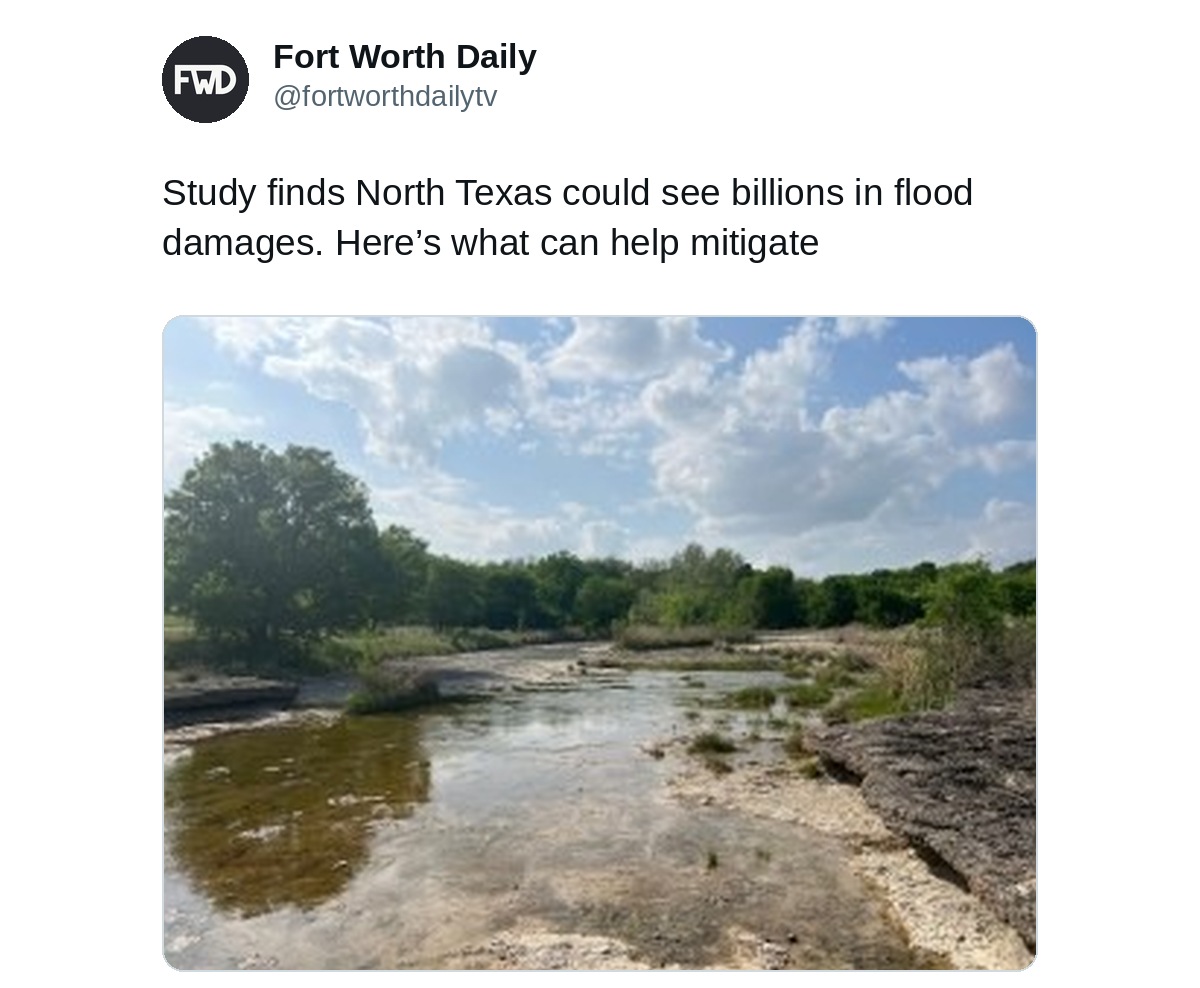 FWD
Fort Worth Daily
@fortworthdailytv
Study finds North Texas could see billions in flood
damages. Here’s what can help mitigate